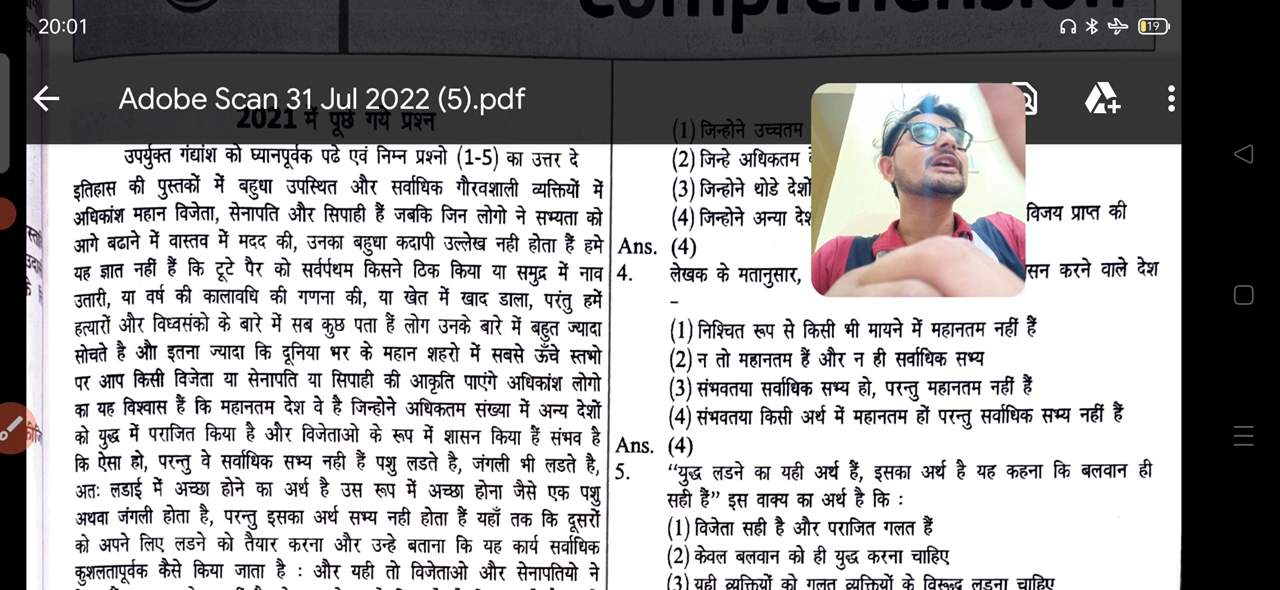 comprehension
20:01
19
Adobe Scan 31 Jul 2022 (5).pdf
2021 में पूछ गये प्रश्न
उपर्युक्त गंद्यांश को घ्यानपूर्वक पढे एवं निम्न प्रश्नो (1-5) का उत्तर दे
इतिहास की पुस्तकों में बहुधा उपस्थित और सर्वाधिक गौरवशाली व्यक्तियों में
अधिकांश महान विजेता, सेनापति और सिपाही हैं जबकि जिन लोगो ने सभ्यता को
आगे बढाने में वास्तव में मदद की, उनका बहुधा कदापी उल्लेख नही होता हैं हमे
यह ज्ञात नहीं हैं कि टूटे पैर को सर्वपथम किसने ठिक किया या समुद्र में नाव
उतारी, या वर्ष की कालावधि की गणना की, या खेत में खाद डाला, परंतु हमें
हत्यारों और विध्वसंको के बारे में सब कुछ पता हैं लोग उनके बारे में बहुत ज्यादा
सोचते है औा इतना ज्यादा कि दूनिया भर के महान शहरो में सबसे ऊँचे स्तभो
पर आप किसी विजेता या सेनापति या सिपाही की आकृति पाएंगे अधिकांश लोगो
का यह विश्वास हैं कि महानतम देश वे है जिन्होने अधिकतम संख्या में अन्य देशों
को युद्ध में पराजित किया है और विजेताओ के रूप में शासन किया हैं संभव है
कि ऐसा हो, परन्तु वे सर्वाधिक सभ्य नही हैं पशु लडते है, जंगली भी लडते है,
अतः लडाई में अच्छा होने का अर्थ है उस रूप में अच्छा होना जैसे एक पशु
अथवा जंगली होता है, परन्तु इसका अर्थ सभ्य नही होता हैं यहाँ तक कि दूसरों
को अपने लिए लडने को तैयार करना और उन्हे बताना कि यह कार्य सर्वाधिक
कुशलतापूर्वक कैसे किया जाता है : और यही तो विजेताओ और सेनापतियो ने
(1) जिन्होने उच्चतम
(2) जिन्हे अधिकतम
(3) जिन्होने थोडे देशों
(4) जिन्होने अन्या विजय प्राप्त की
Ans. (4)
4. लेखक के मतानुसार, करने वाले देश
–
(1) निश्चित रूप से किसी भी मायने में महानतम नहीं हैं
(2) न तो महानतम हैं और न ही सर्वाधिक सभ्य
(3) संभवतया सर्वाधिक सभ्य हो, परन्तु महानतम नहीं हैं
(4) संभवतया किसी अर्थ में महानतम हों परन्तु सर्वाधिक सभ्य नहीं हैं
Ans. (4)
5. “युद्ध लडने का यही अर्थ हैं, इसका अर्थ है यह कहना कि बलवान ही
सही हैं” इस वाक्य का अर्थ है कि :
(1) विजेता सही है और पराजित गलत हैं
(2) केवल बलवान को ही युद्ध करना चाहिए
(3) यही व्यक्तियों को गलत व्यक्तियों के विरूद्ध लडना चाहिए